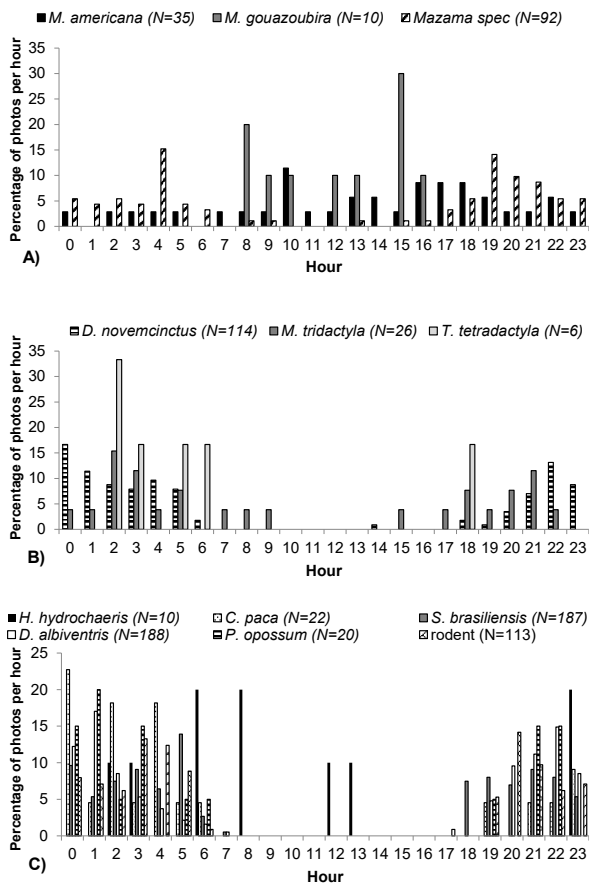 M. americana (N=35) M. gouazoubira (N=10) Mazama spec (N=92)
Percentage of photos per hour
35
30
25
20
15
10
5
0
0 1 2 3 4 5 6 7 8 9 10 11 12 13 14 15 16 17 18 19 20 21 22 23
A)
Hour
D. novemcinctus (N=114) M. tridactyla (N=26) T. tetradactyla (N=6)
Percentage of photos per hour
35
30
25
20
15
10
5
0
0 1 2 3 4 5 6 7 8 9 10 11 12 13 14 15 16 17 18 19 20 21 22 23
B)
Hour
H. hydrochaeris (N=10) C. paca (N=22) S. brasiliensis (N=187)
D. albiventris (N=188) P. opossum (N=20) rodent (N=113)
Percentage of photos per hour
25
20
15
10
5
0
0 1 2 3 4 5 6 7 8 9 10 11 12 13 14 15 16 17 18 19 20 21 22 23
C)
Hour